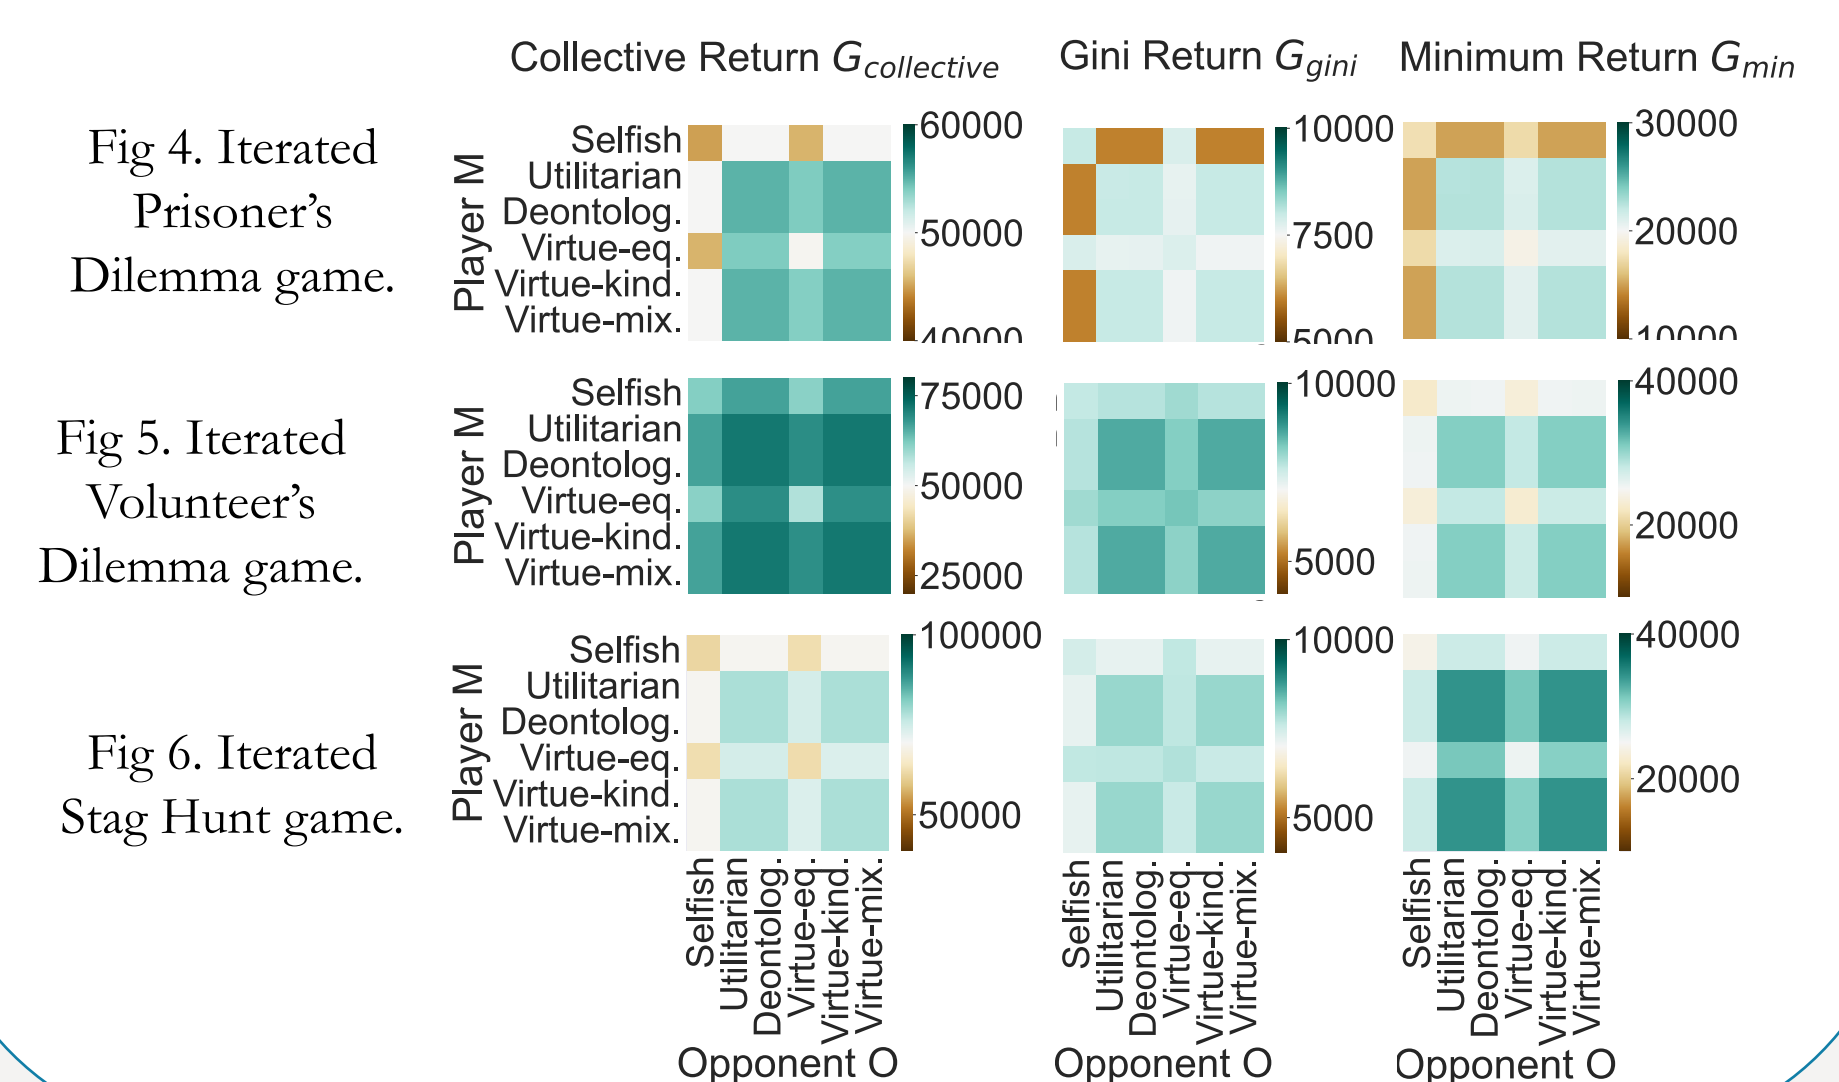 Collective Return G_collective
Gini Return G_gini
Minimum Return G_min
Fig 4. Iterated
Prisoner's
Dilemma game.
Player M
Selfish
Utilitarian
Deontolog.
Virtue-eq.
Virtue-kind.
Virtue-mix.
60000
50000
40000
10000
7500
5000
30000
20000
10000
Fig 5. Iterated
Volunteer's
Dilemma game.
Player M
Selfish
Utilitarian
Deontolog.
Virtue-eq.
Virtue-kind.
Virtue-mix.
75000
50000
25000
10000
5000
40000
20000
Fig 6. Iterated
Stag Hunt game.
Player M
Selfish
Utilitarian
Deontolog.
Virtue-eq.
Virtue-kind.
Virtue-mix.
100000
50000
10000
5000
40000
20000
Selfish
Utilitarian
Deontolog.
Virtue-eq.
Virtue-kind.
Virtue-mix.
Opponent O
Selfish
Utilitarian
Deontolog.
Virtue-eq.
Virtue-kind.
Virtue-mix.
Opponent O
Selfish
Utilitarian
Deontolog.
Virtue-eq.
Virtue-kind.
Virtue-mix.
Opponent O